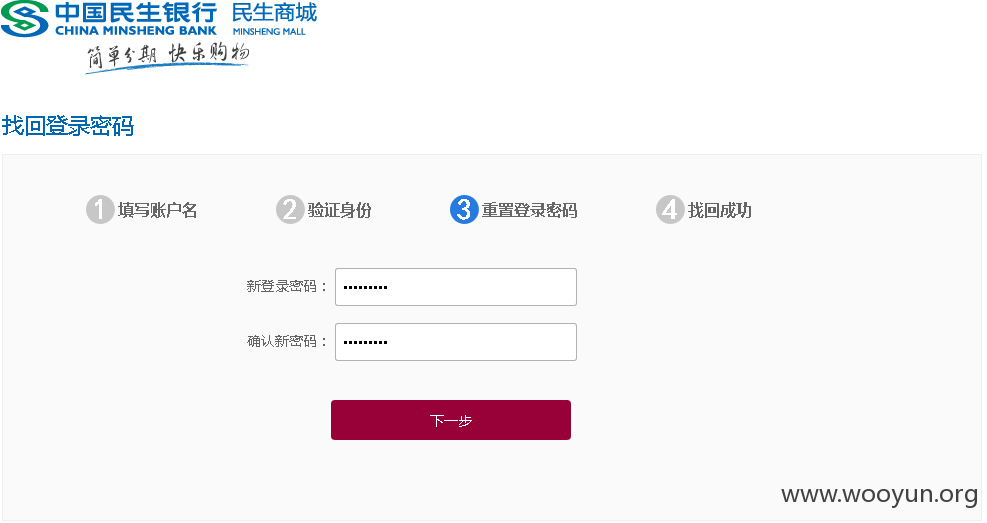 中国民生银行 民生商城
CHINA MINSHENG BANK MINSHENG MALL
简单分期 快乐购物
找回登录密码
1 填写账户名 2 验证身份 3 重置登录密码 4 找回成功
新登录密码： •••••••••
确认新密码： •••••••••
下一步
www.wooyun.org